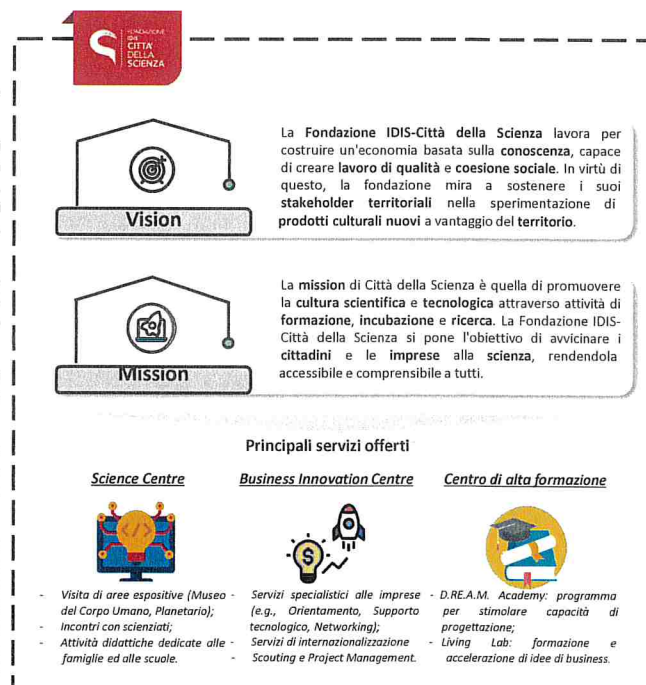 FONDAZIONE
IDIS
CITTÀ
DELLA
SCIENZA
La Fondazione IDIS-Città della Scienza lavora per
costruire un'economia basata sulla conoscenza, capace
di creare lavoro di qualità e coesione sociale. In virtù di
questo, la fondazione mira a sostenere i suoi
stakeholder territoriali nella sperimentazione di
prodotti culturali nuovi a vantaggio del territorio.
Vision
La mission di Città della Scienza è quella di promuovere
la cultura scientifica e tecnologica attraverso attività di
formazione, incubazione e ricerca. La Fondazione IDIS-
Città della Scienza si pone l'obiettivo di avvicinare i
cittadini e le imprese alla scienza, rendendola
accessibile e comprensibile a tutti.
Mission
Principali servizi offerti
Science Centre
- Visita di aree espositive (Museo
del Corpo Umano, Planetario);
- Incontri con scienziati;
- Attività didattiche dedicate alle
famiglie ed alle scuole.
Business Innovation Centre
- Servizi specialistici alle imprese
(e.g., Orientamento, Supporto
tecnologico, Networking);
- Servizi di internazionalizzazione
- Scouting e Project Management.
Centro di alta formazione
- D.RE.A.M. Academy: programma
per stimolare capacità di
progettazione;
- Living Lab: formazione e
accelerazione di idee di business.